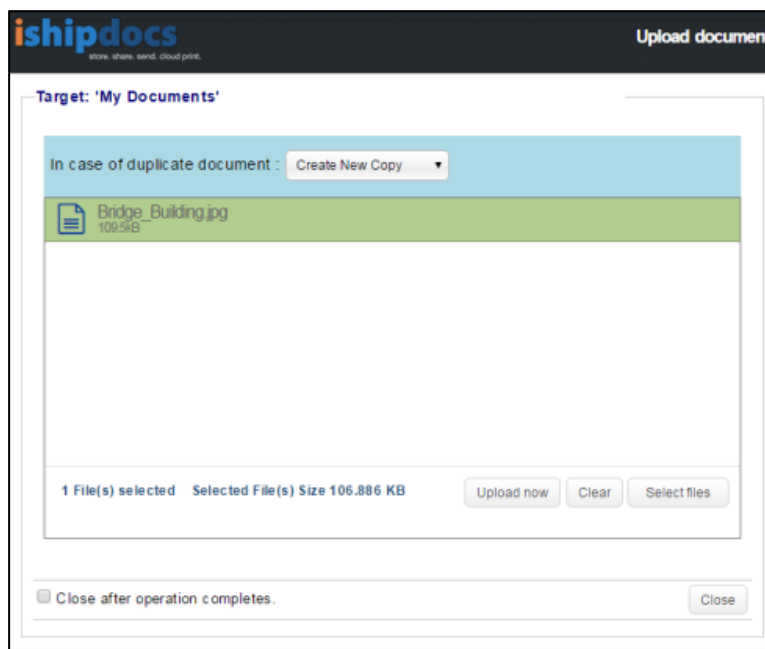 ishipdocs
store. share. send. cloud print.
Upload documen
Target: 'My Documents'
In case of duplicate document : Create New Copy
Bridge_Building.jpg
109.5kB
1 File(s) selected Selected File(s) Size 106.886 KB Upload now Clear Select files
Close after operation completes. Close